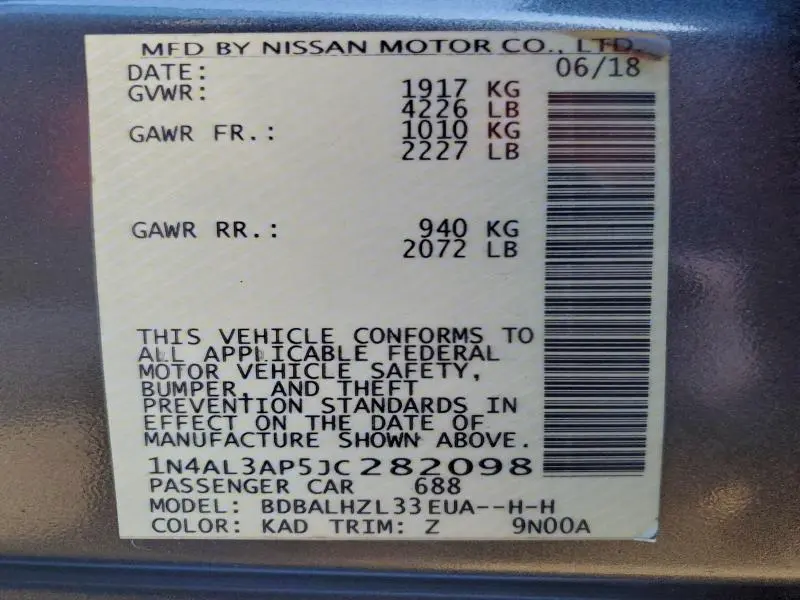 MFD BY NISSAN MOTOR CO., LTD.
DATE: 06/18
GVWR: 1917 KG
4226 LB
GAWR FR.: 1010 KG
2227 LB
GAWR RR.: 940 KG
2072 LB
THIS VEHICLE CONFORMS TO
ALL APPLICABLE FEDERAL
MOTOR VEHICLE SAFETY,
BUMPER, AND THEFT
PREVENTION STANDARDS IN
EFFECT ON THE DATE OF
MANUFACTURE SHOWN ABOVE.
1N4AL3AP5JC282098
PASSENGER CAR 688
MODEL: BDBALHZL33EUA--H-H
COLOR: KAD TRIM: Z 9N00A